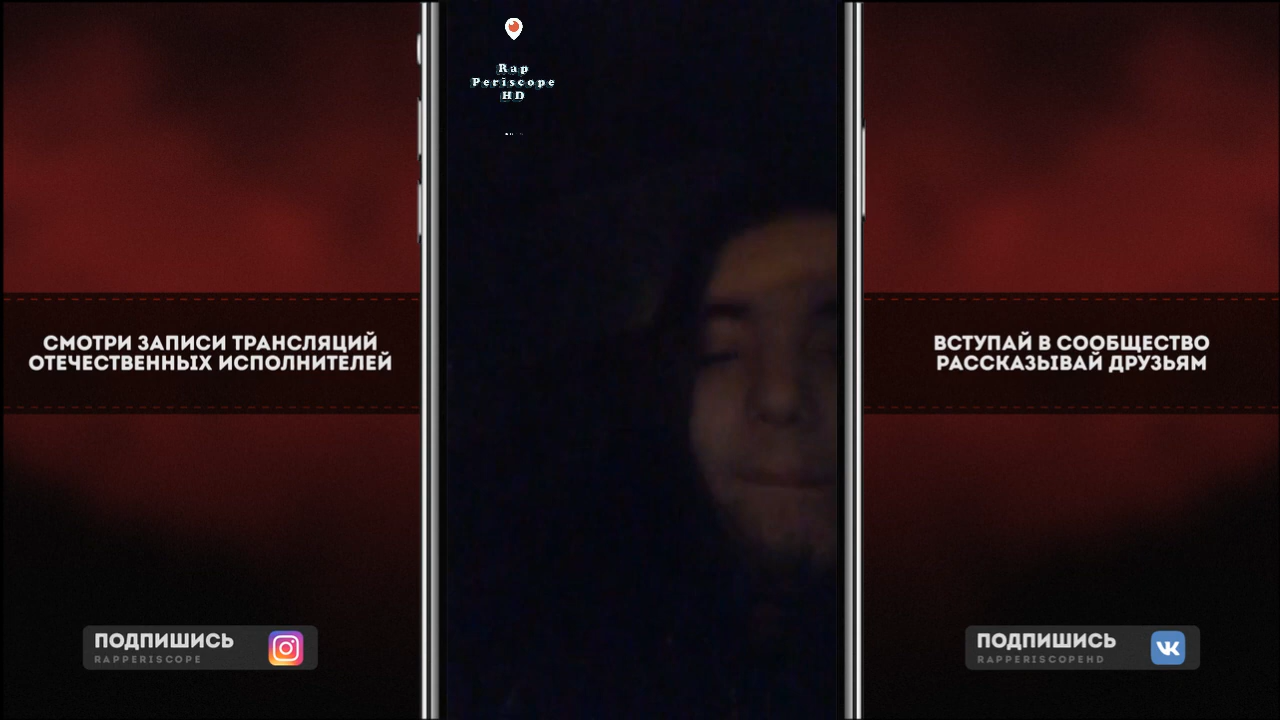 Rap
Periscope
HD
СМОТРИ ЗАПИСИ ТРАНСЛЯЦИЙ
ОТЕЧЕСТВЕННЫХ ИСПОЛНИТЕЛЕЙ
ВСТУПАЙ В СООБЩЕСТВО
РАССКАЗЫВАЙ ДРУЗЬЯМ
ПОДПИШИСЬ
RAPPERISCOPE
ПОДПИШИСЬ
RAPPERISCOPEHD